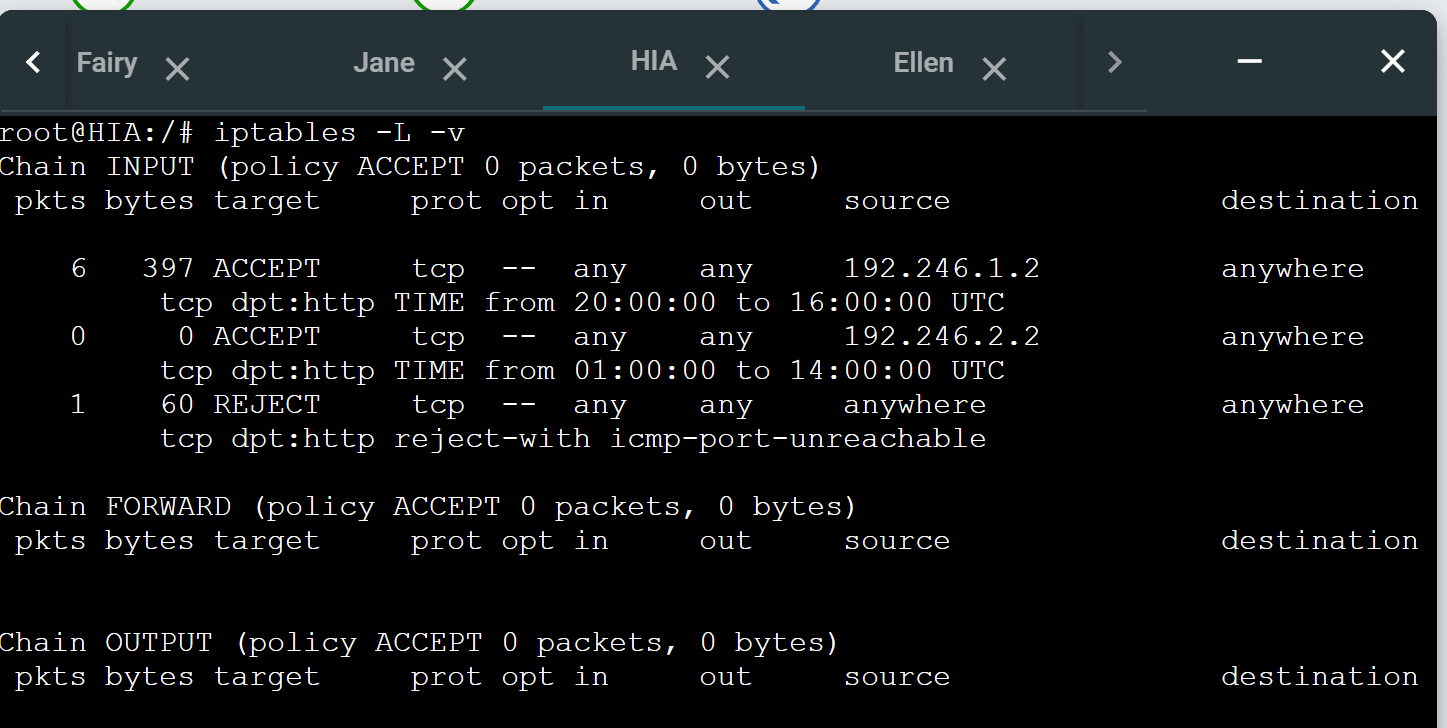 Fairy Jane HIA Ellen
root@HIA:/# iptables -L -v
Chain INPUT (policy ACCEPT 0 packets, 0 bytes)
pkts bytes target prot opt in out source destination
6 397 ACCEPT tcp -- any any 192.246.1.2 anywhere
tcp dpt:http TIME from 20:00:00 to 16:00:00 UTC
0 0 ACCEPT tcp -- any any 192.246.2.2 anywhere
tcp dpt:http TIME from 01:00:00 to 14:00:00 UTC
1 60 REJECT tcp -- any any anywhere anywhere
tcp dpt:http reject-with icmp-port-unreachable
Chain FORWARD (policy ACCEPT 0 packets, 0 bytes)
pkts bytes target prot opt in out source destination
Chain OUTPUT (policy ACCEPT 0 packets, 0 bytes)
pkts bytes target prot opt in out source destination